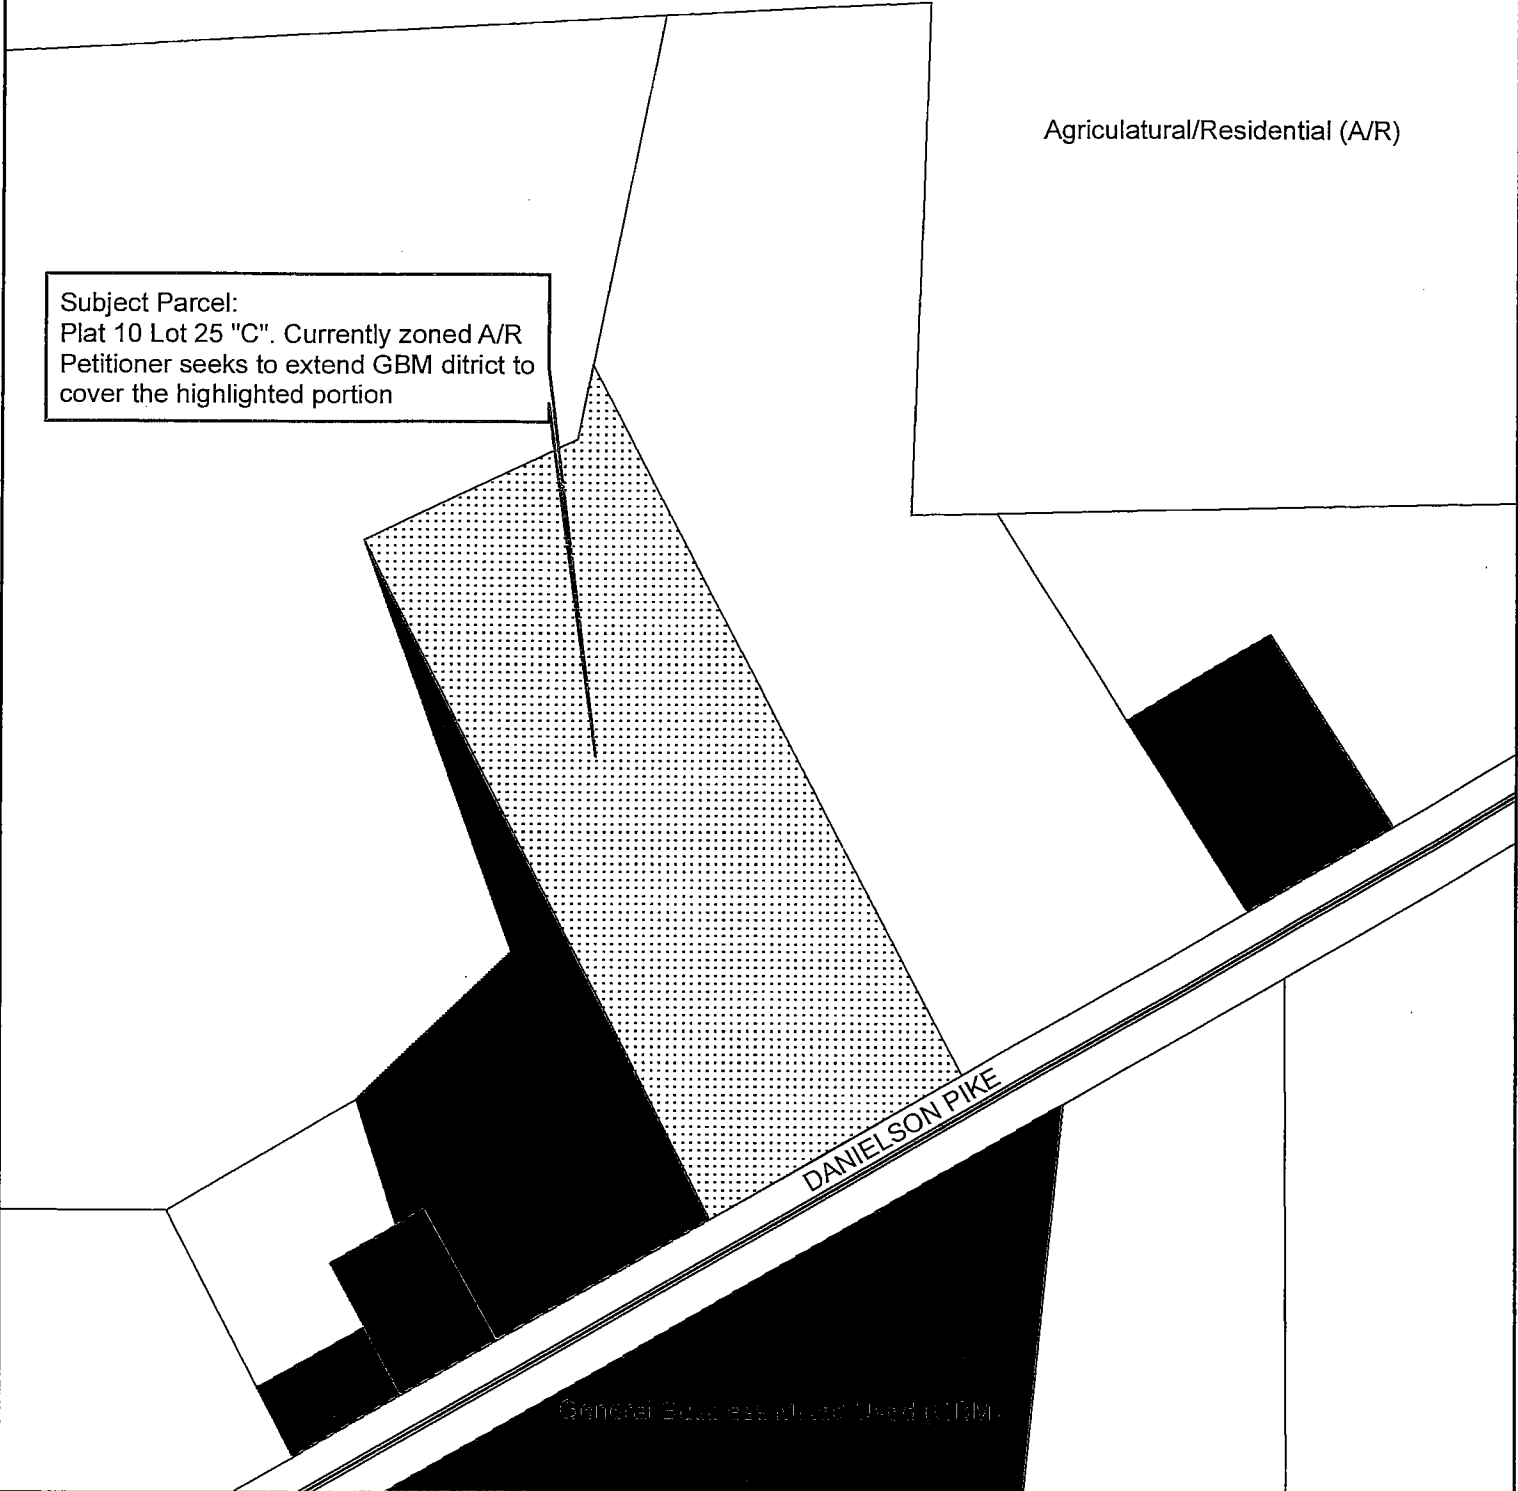 Agriculatural/Residential (A/R)
Subject Parcel:
Plat 10 Lot 25 "C". Currently zoned A/R
Petitioner seeks to extend GBM ditrict to
cover the highlighted portion
DANIELSON PIKE
General